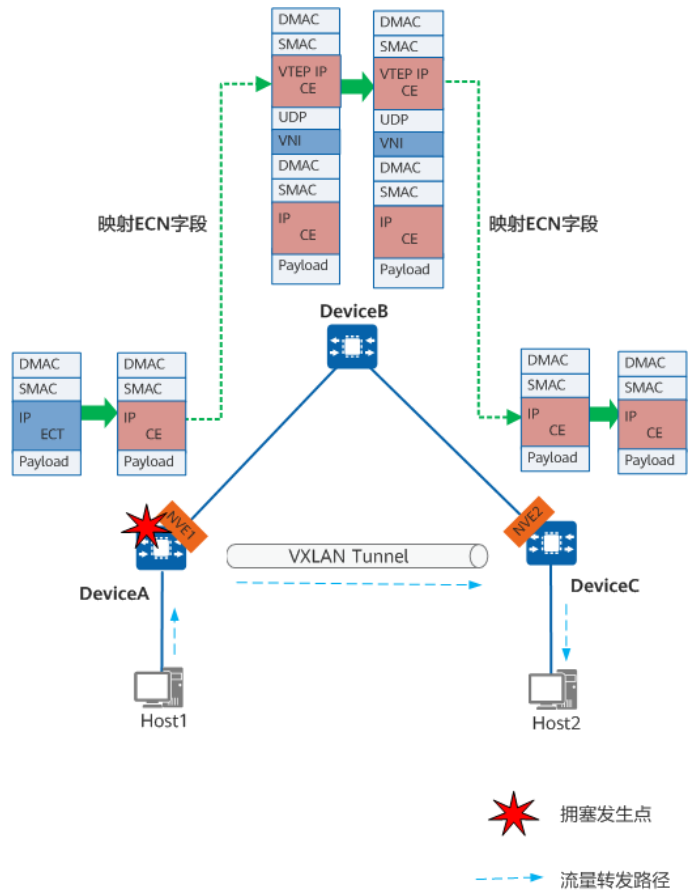 DMAC
SMAC
VTEP IP
CE
UDP
VNI
DMAC
SMAC
IP
CE
Payload
DMAC
SMAC
VTEP IP
CE
UDP
VNI
DMAC
SMAC
IP
CE
Payload
映射ECN字段
映射ECN字段
DeviceB
DMAC
SMAC
IP
ECT
Payload
DMAC
SMAC
IP
CE
Payload
DMAC
SMAC
IP
CE
Payload
DMAC
SMAC
IP
CE
Payload
NVE1
NVE2
VXLAN Tunnel
DeviceA
DeviceC
Host1
Host2
拥塞发生点
流量转发路径